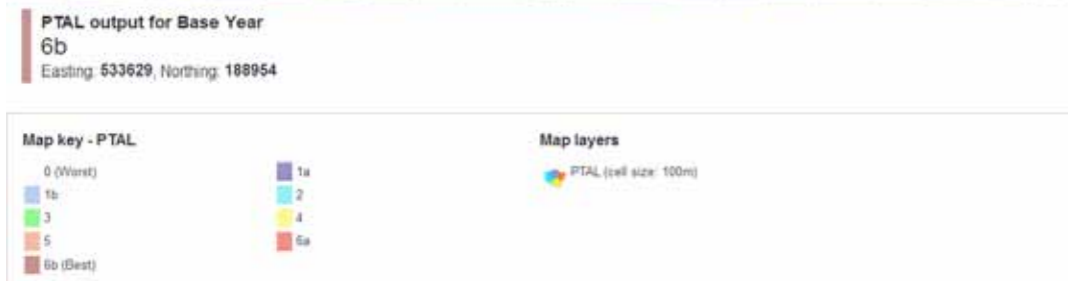 PTAL output for Base Year
6b
Easting: 533629, Northing: 188954
Map key - PTAL
0 (Worst)
1a
1b
2
3
4
5
6a
6b (Best)
Map layers
PTAL (cell size: 100m)